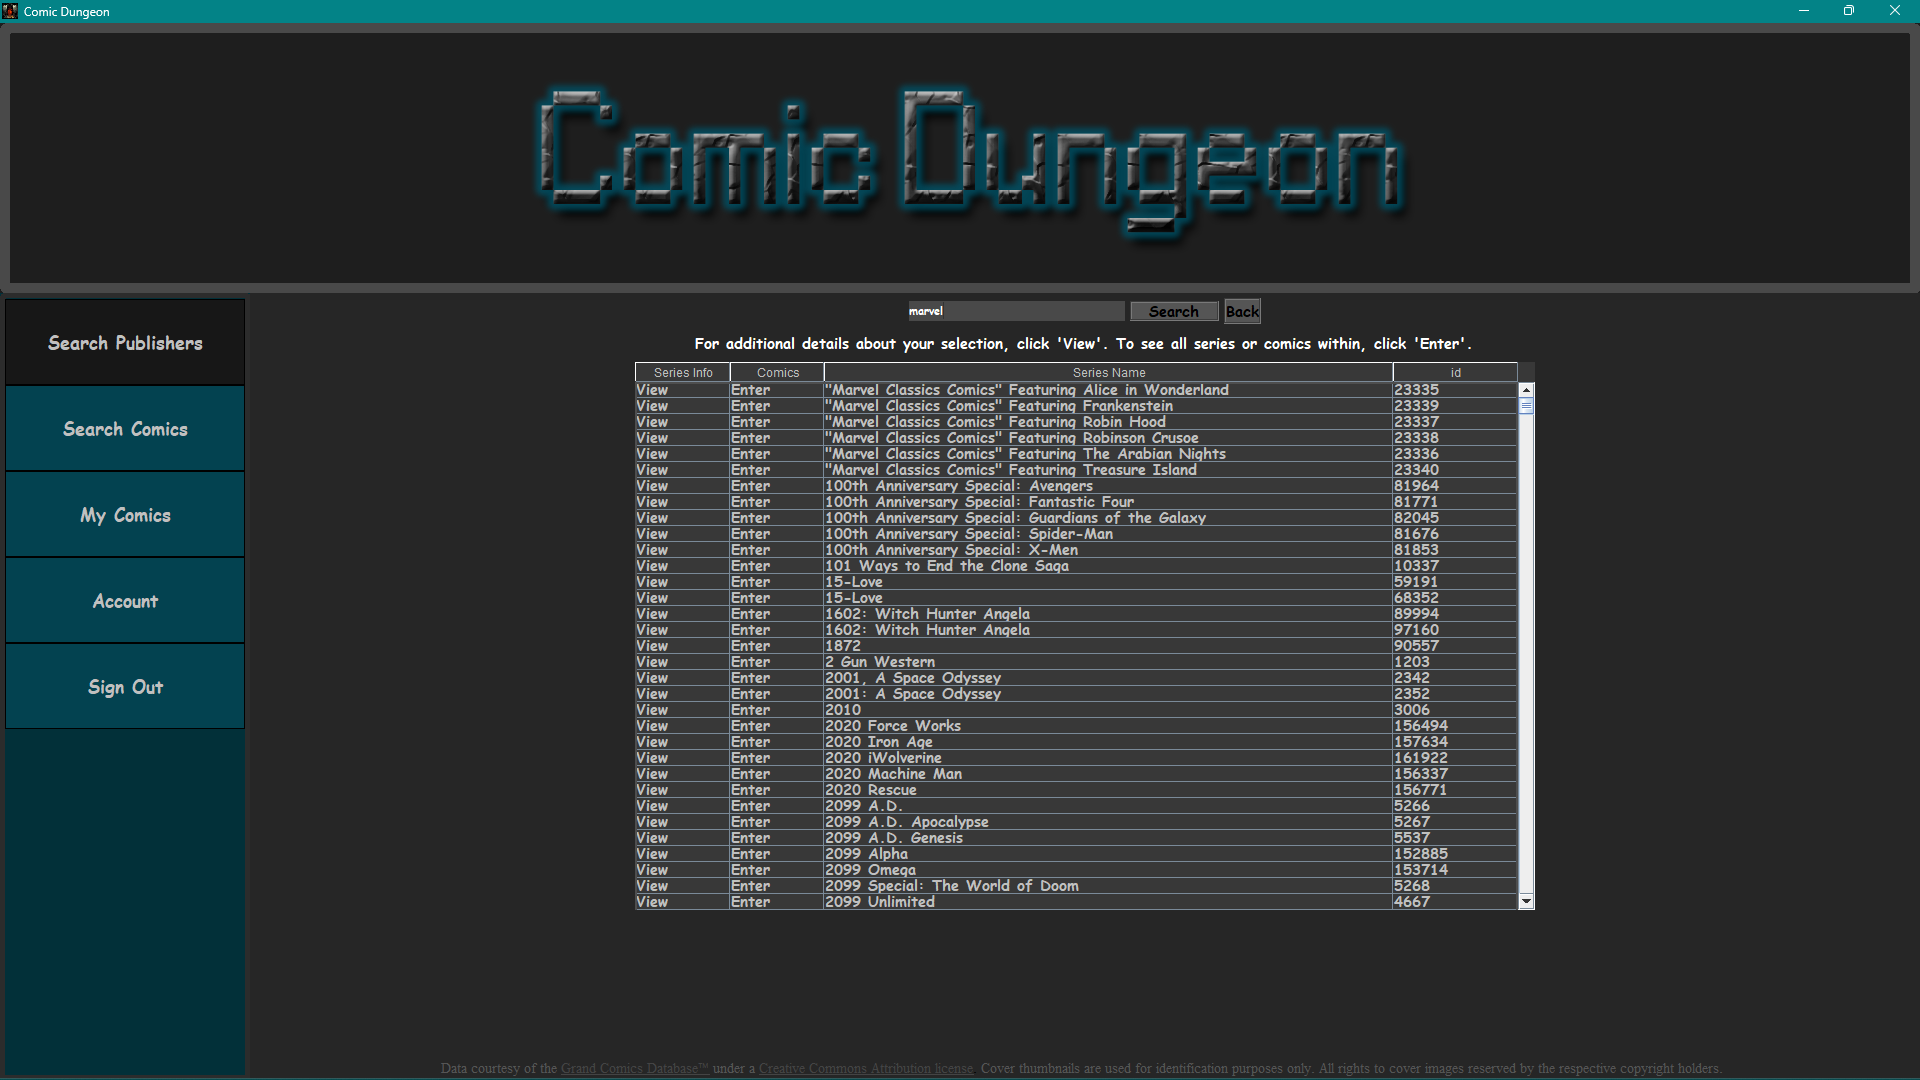 Comic Dungeon
Comic Dungeon
Search Publishers
Search Comics
My Comics
Account
Sign Out
marvel Search Back
For additional details about your selection, click 'View'. To see all series or comics within, click 'Enter'.
Series Info Comics Series Name id
View Enter "Marvel Classics Comics" Featuring Alice in Wonderland 23335
View Enter "Marvel Classics Comics" Featuring Frankenstein 23339
View Enter "Marvel Classics Comics" Featuring Robin Hood 23337
View Enter "Marvel Classics Comics" Featuring Robinson Crusoe 23338
View Enter "Marvel Classics Comics" Featuring The Arabian Nights 23336
View Enter "Marvel Classics Comics" Featuring Treasure Island 23340
View Enter 100th Anniversary Special: Avengers 81964
View Enter 100th Anniversary Special: Fantastic Four 81771
View Enter 100th Anniversary Special: Guardians of the Galaxy 82045
View Enter 100th Anniversary Special: Spider-Man 81676
View Enter 100th Anniversary Special: X-Men 81853
View Enter 101 Ways to End the Clone Saga 10337
View Enter 15-Love 59191
View Enter 15-Love 68352
View Enter 1602: Witch Hunter Angela 89994
View Enter 1602: Witch Hunter Angela 97160
View Enter 1872 90557
View Enter 2 Gun Western 1203
View Enter 2001, A Space Odyssey 2342
View Enter 2001: A Space Odyssey 2352
View Enter 2010 3006
View Enter 2020 Force Works 156494
View Enter 2020 Iron Age 157634
View Enter 2020 iWolverine 161922
View Enter 2020 Machine Man 156337
View Enter 2020 Rescue 156771
View Enter 2099 A.D. 5266
View Enter 2099 A.D. Apocalypse 5267
View Enter 2099 A.D. Genesis 5537
View Enter 2099 Alpha 152885
View Enter 2099 Omega 153714
View Enter 2099 Special: The World of Doom 5268
View Enter 2099 Unlimited 4667
Data courtesy of the Grand Comics Database™ under a Creative Commons Attribution license. Cover thumbnails are used for identification purposes only. All rights to cover images reserved by the respective copyright holders.